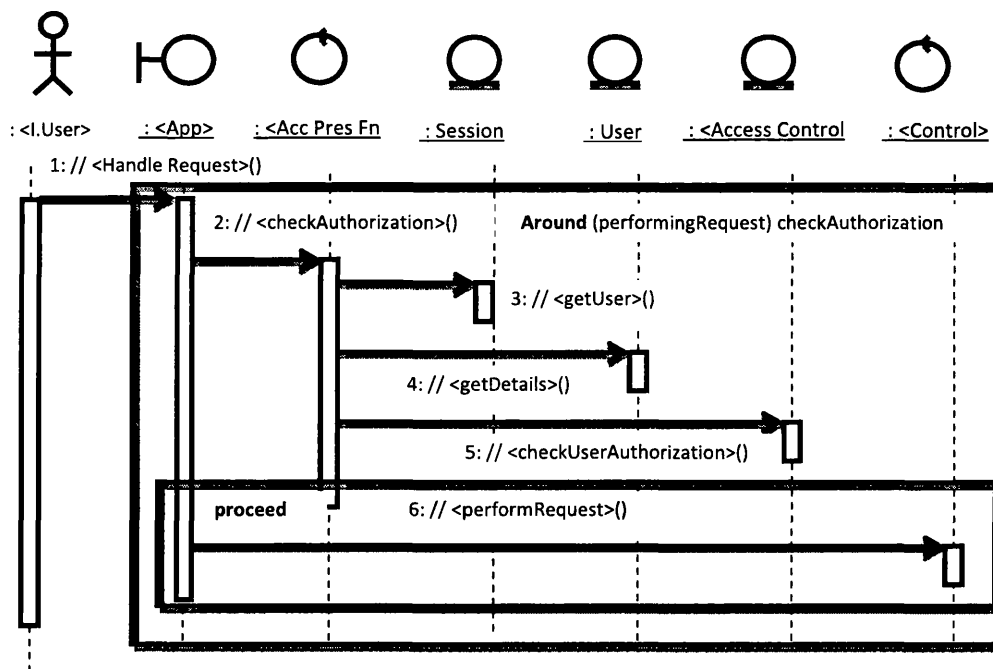 : <I.User>
: <App>
: <Acc Pres Fn
: Session
: User
: <Access Control
: <Control>
1: // <Handle Request>()
2: // <checkAuthorization>()
Around (performingRequest) checkAuthorization
3: // <getUser>()
4: // <getDetails>()
5: // <checkUserAuthorization>()
proceed
6: // <performRequest>()